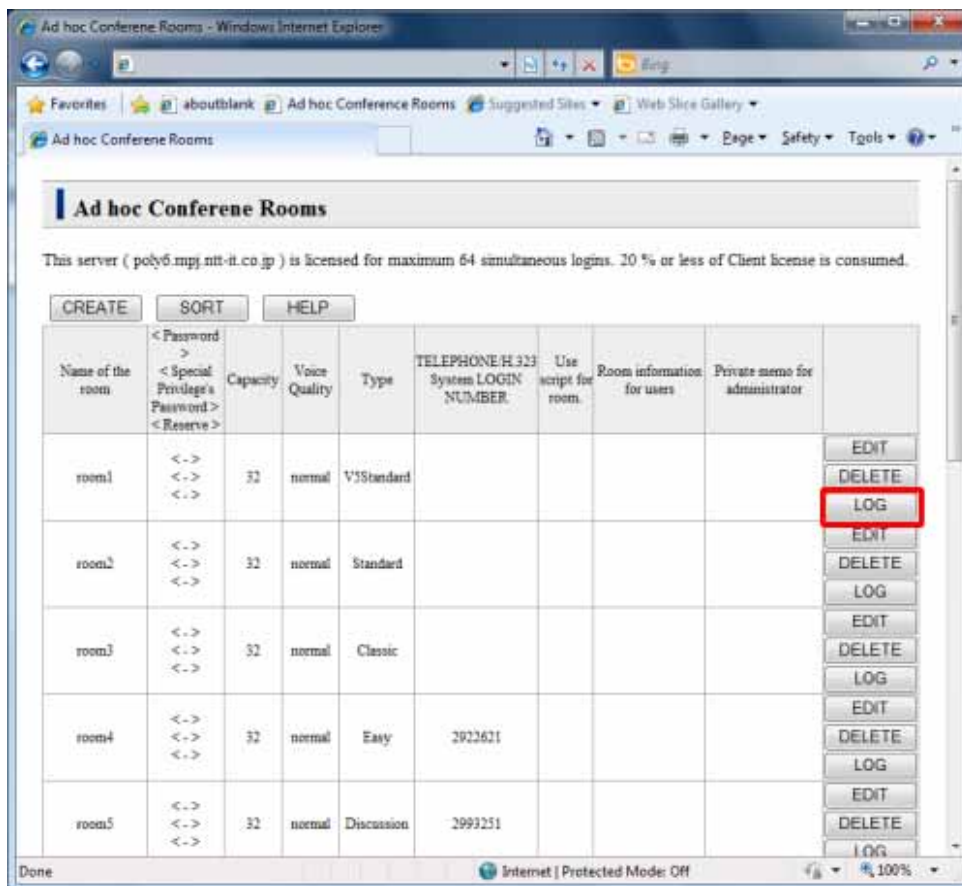 Ad hoc Conferene Rooms - Windows Internet Explorer
Bing
Favorites aboutblank Ad hoc Conference Rooms Suggested Sites Web Slice Gallery
Ad hoc Conferene Rooms Page Safety Tools
Ad hoc Conferene Rooms
This server ( poly6.mpj.ntt-it.co.jp ) is licensed for maximum 64 simultaneous logins. 20 % or less of Client license is consumed.
CREATE SORT HELP
Name of the room
< Password >
< Special Privilege's Password >
< Reserve >
Capacity
Voice Quality
Type
TELEPHONE/H.323 System LOGIN NUMBER
Use script for room.
Room information for users
Private memo for administrator
room1
<->
<->
<->
32 normal V5Standard
EDIT
DELETE
LOG
room2
<->
<->
<->
32 normal Standard
EDIT
DELETE
LOG
room3
<->
<->
<->
32 normal Classic
EDIT
DELETE
LOG
room4
<->
<->
<->
32 normal Easy 2922621
EDIT
DELETE
LOG
room5
<->
<->
<->
32 normal Discussion 2993251
EDIT
DELETE
LOG
Done Internet | Protected Mode: Off 100%